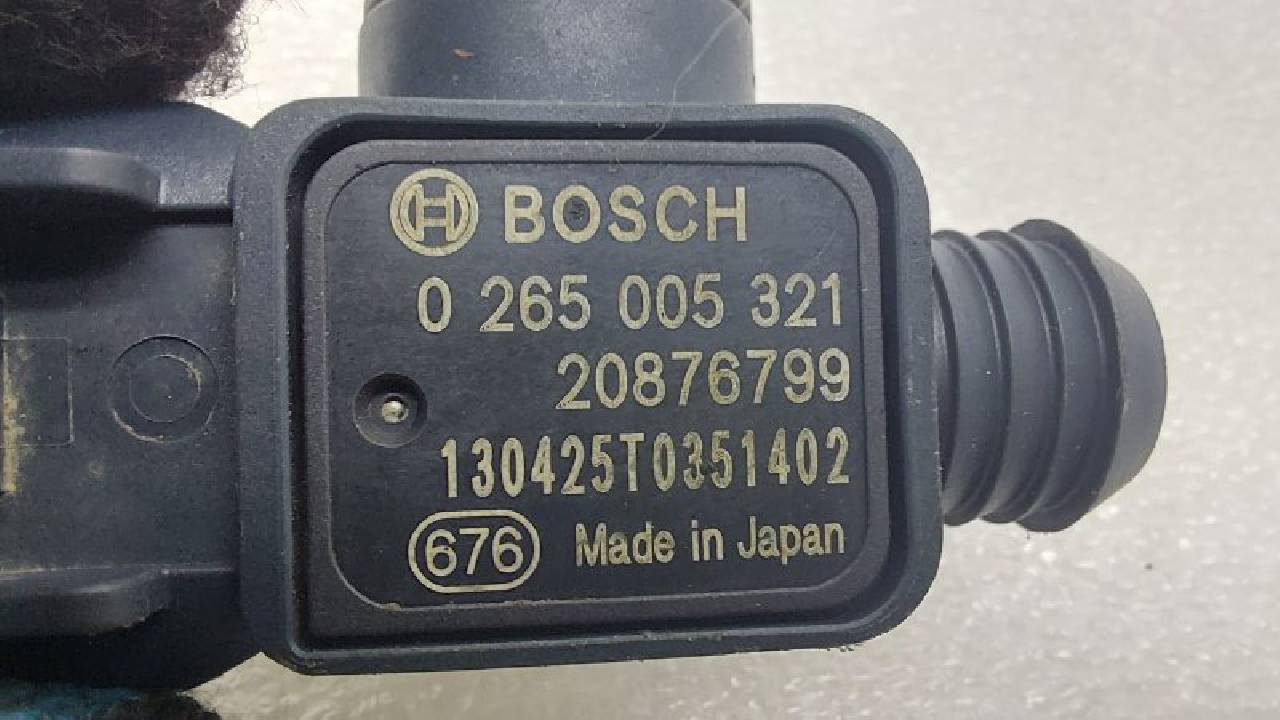 BOSCH
0 265 005 321
20876799
130425T0351402
676 Made in Japan